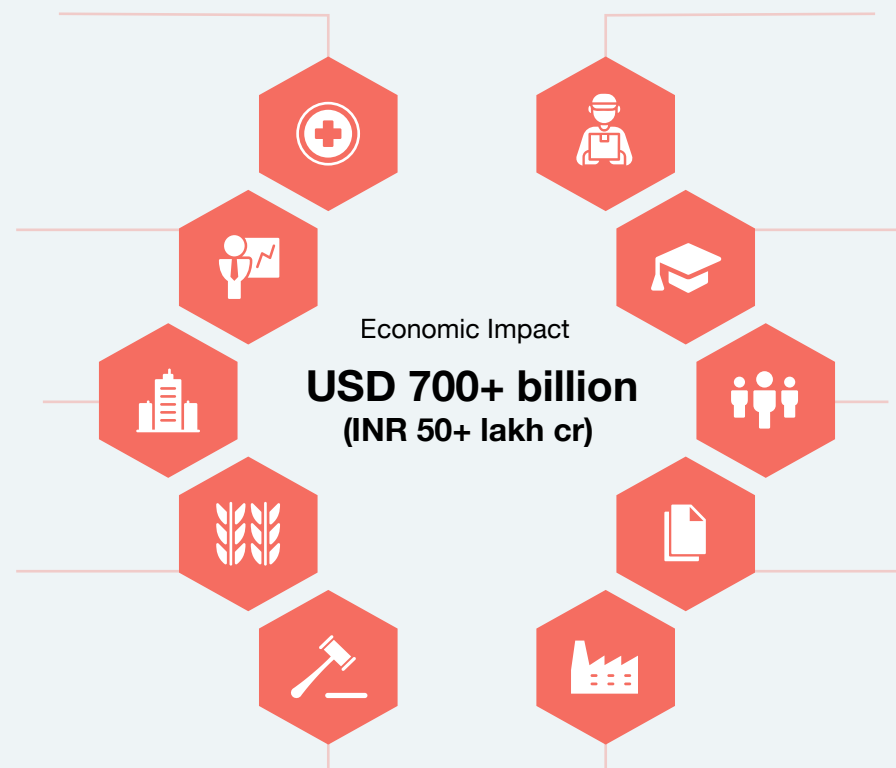 Economic Impact
USD 700+ billion
(INR 50+ lakh cr)